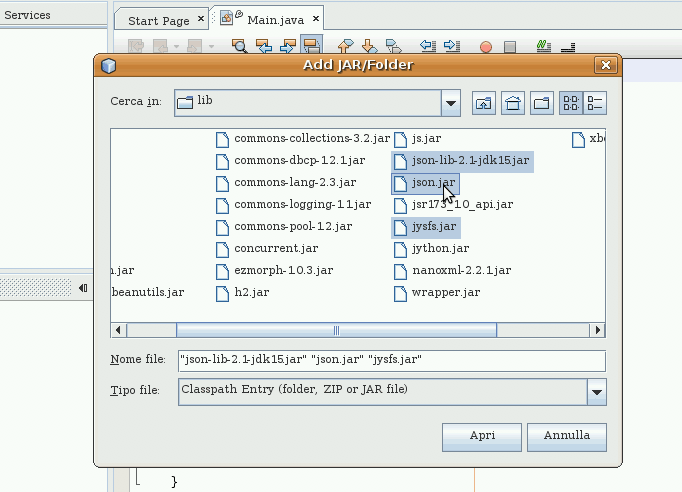 Services
Start Page
Main.java
Add JAR/Folder
Cerca in:
lib
commons-collections-3.2.jar
commons-dbcp-1.2.1.jar
commons-lang-2.3.jar
commons-logging-1.1.jar
commons-pool-1.2.jar
concurrent.jar
n.jar
ezmorph-1.0.3.jar
beanutils.jar
h2.jar
js.jar
json-lib-2.1-jdk15.jar
json.jar
jsr173_1.0_api.jar
jysfs.jar
jython.jar
nanoxml-2.2.1.jar
wrapper.jar
xb
Nome file:
"json-lib-2.1-jdk15.jar" "json.jar" "jysfs.jar"
Tipo file:
Classpath Entry (folder, ZIP or JAR file)
Apri
Annulla
}